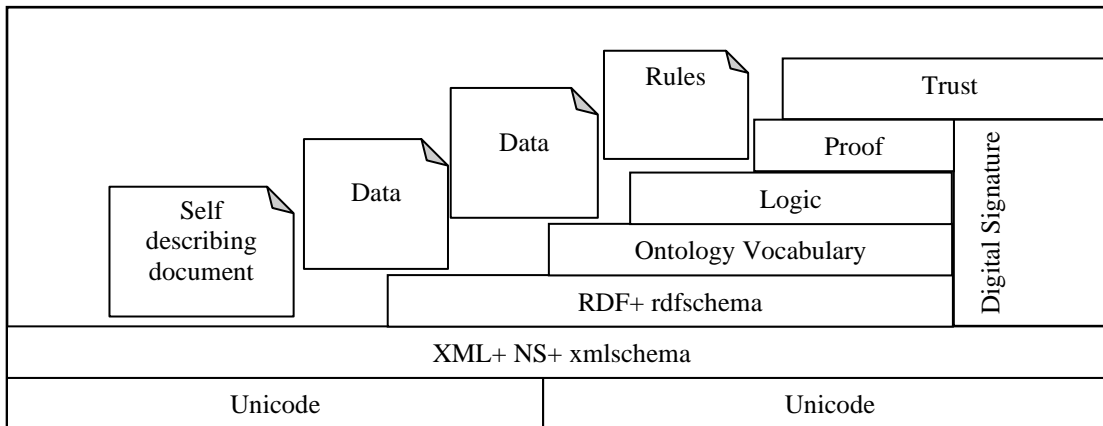 Rules
Trust
Data
Proof
Data
Self
describing
document
Logic
Ontology Vocabulary
Digital Signature
RDF+ rdfschema
XML+ NS+ xmlschema
Unicode
Unicode